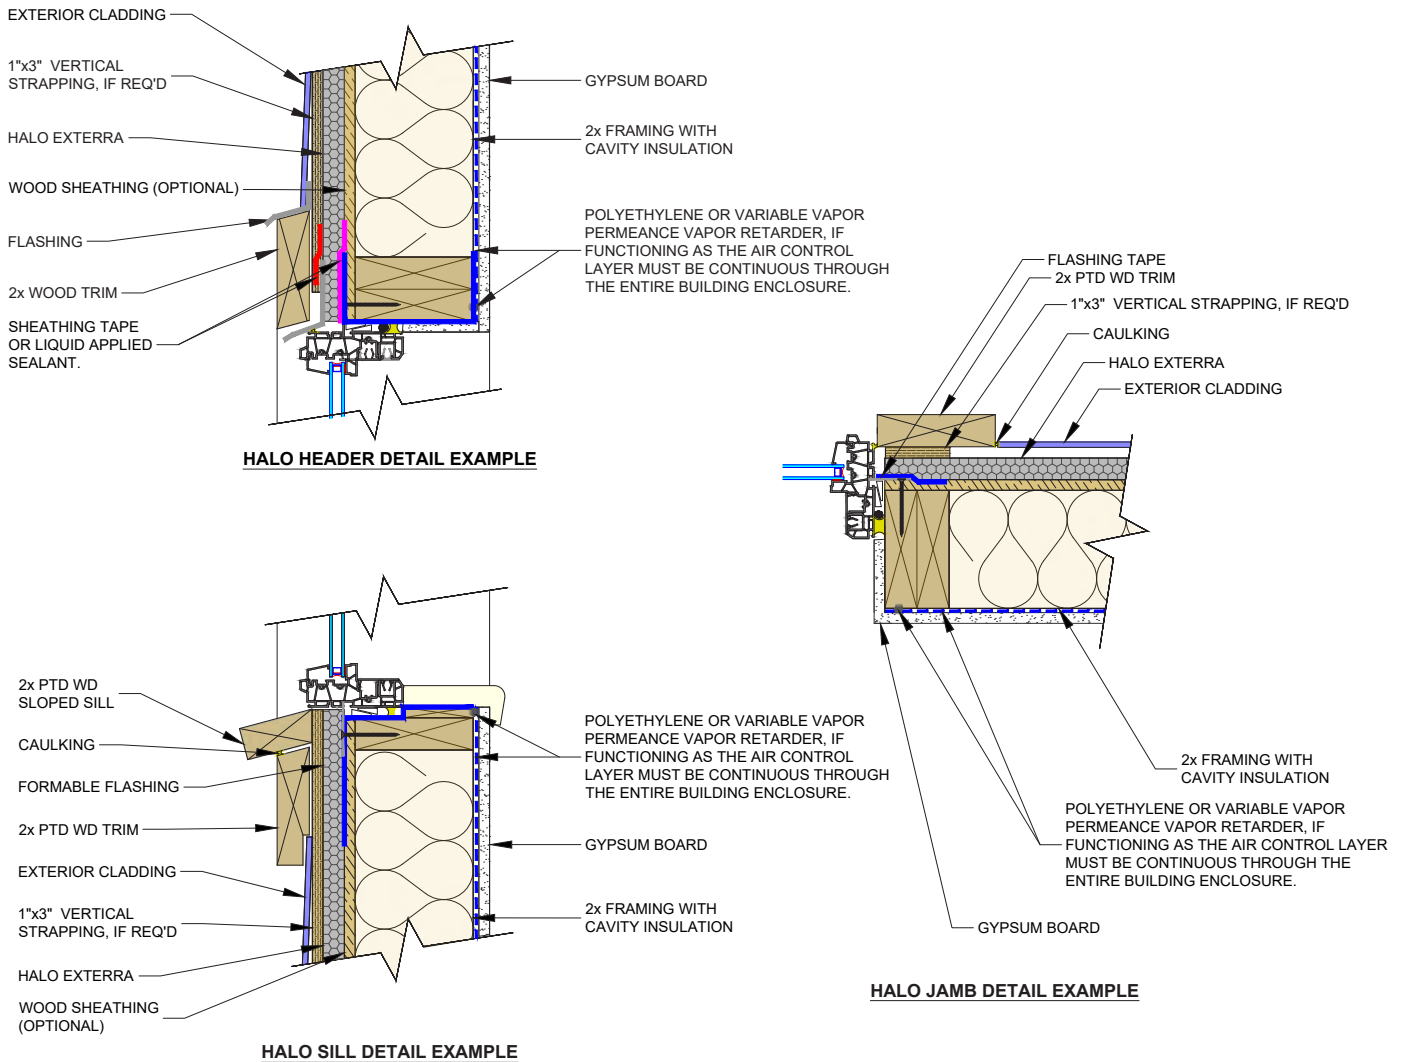 EXTERIOR CLADDING
1"x3" VERTICAL
STRAPPING, IF REQ'D
HALO EXTERRA
WOOD SHEATHING (OPTIONAL)
FLASHING
2x WOOD TRIM
SHEATHING TAPE
OR LIQUID APPLIED
SEALANT.
GYPSUM BOARD
2x FRAMING WITH
CAVITY INSULATION
POLYETHYLENE OR VARIABLE VAPOR
PERMEANCE VAPOR RETARDER, IF
FUNCTIONING AS THE AIR CONTROL
LAYER MUST BE CONTINUOUS THROUGH
THE ENTIRE BUILDING ENCLOSURE.
HALO HEADER DETAIL EXAMPLE
FLASHING TAPE
2x PTD WD TRIM
1"x3" VERTICAL STRAPPING, IF REQ'D
CAULKING
HALO EXTERRA
EXTERIOR CLADDING
2x FRAMING WITH
CAVITY INSULATION
POLYETHYLENE OR VARIABLE VAPOR
PERMEANCE VAPOR RETARDER, IF
FUNCTIONING AS THE AIR CONTROL LAYER
MUST BE CONTINUOUS THROUGH THE
ENTIRE BUILDING ENCLOSURE.
GYPSUM BOARD
HALO JAMB DETAIL EXAMPLE
2x PTD WD
SLOPED SILL
CAULKING
FORMABLE FLASHING
2x PTD WD TRIM
EXTERIOR CLADDING
1"x3" VERTICAL
STRAPPING, IF REQ'D
HALO EXTERRA
WOOD SHEATHING
(OPTIONAL)
POLYETHYLENE OR VARIABLE VAPOR
PERMEANCE VAPOR RETARDER, IF
FUNCTIONING AS THE AIR CONTROL
LAYER MUST BE CONTINUOUS THROUGH
THE ENTIRE BUILDING ENCLOSURE.
GYPSUM BOARD
2x FRAMING WITH
CAVITY INSULATION
HALO SILL DETAIL EXAMPLE